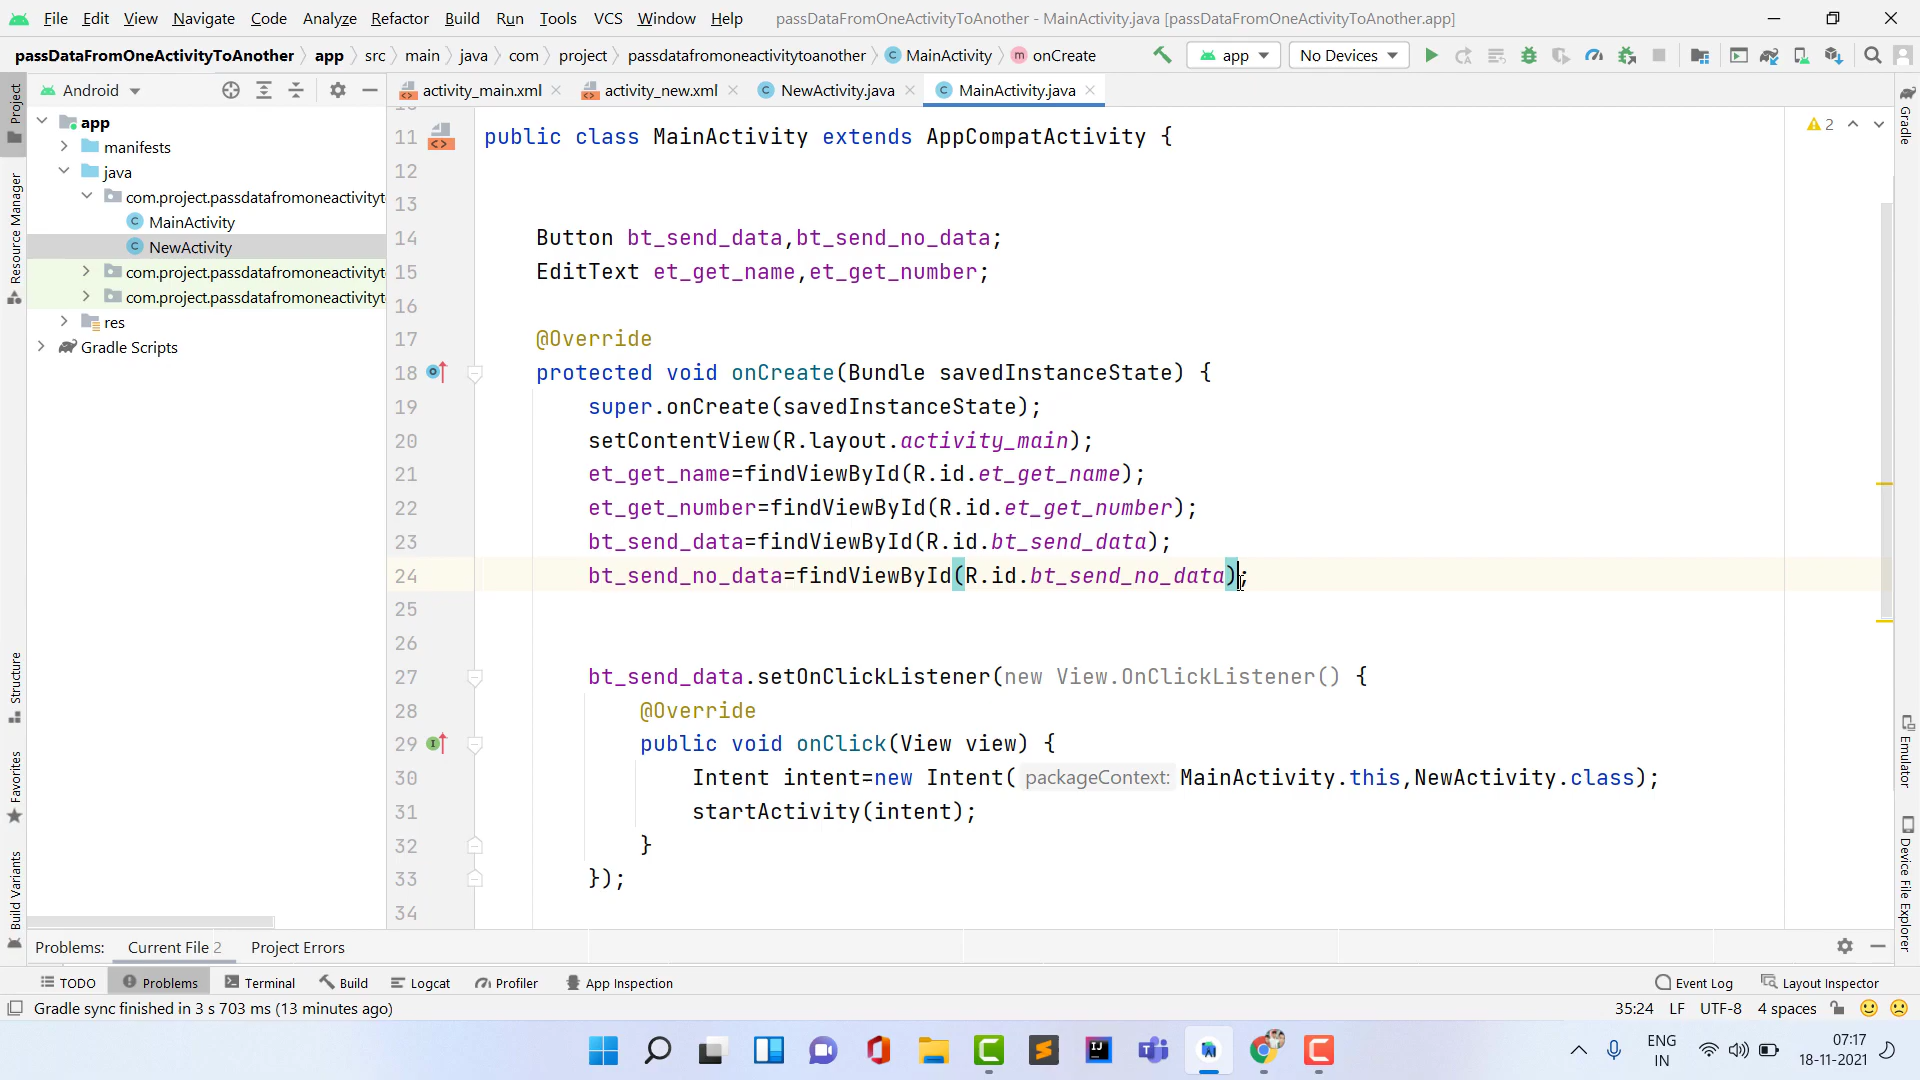 File Edit View Navigate Code Analyze Refactor Build Run Tools VCS Window Help passDataFromOneActivityToAnother - MainActivity.java [passDataFromOneActivityToAnother.app]
passDataFromOneActivityToAnother app src main java com project passdatafromoneactivitytoanother MainActivity onCreate app No Devices
Android activity_main.xml activity_new.xml NewActivity.java MainActivity.java
Project
Resource Manager
Structure
Favorites
Build Variants
app
manifests
java
com.project.passdatafromoneactivityt
MainActivity
NewActivity
com.project.passdatafromoneactivityt
com.project.passdatafromoneactivityt
res
Gradle Scripts
2
11 public class MainActivity extends AppCompatActivity {
12
13
14 Button bt_send_data,bt_send_no_data;
15 EditText et_get_name,et_get_number;
16
17 @Override
18 protected void onCreate(Bundle savedInstanceState) {
19 super.onCreate(savedInstanceState);
20 setContentView(R.layout.activity_main);
21 et_get_name=findViewById(R.id.et_get_name);
22 et_get_number=findViewById(R.id.et_get_number);
23 bt_send_data=findViewById(R.id.bt_send_data);
24 bt_send_no_data=findViewById(R.id.bt_send_no_data);
25
26
27 bt_send_data.setOnClickListener(new View.OnClickListener() {
28 @Override
29 public void onClick(View view) {
30 Intent intent=new Intent( packageContext: MainActivity.this,NewActivity.class);
31 startActivity(intent);
32 }
33 });
34
Gradle
Emulator
Device File Explorer
Problems: Current File 2 Project Errors
TODO Problems Terminal Build Logcat Profiler App Inspection Event Log Layout Inspector
Gradle sync finished in 3 s 703 ms (13 minutes ago) 35:24 LF UTF-8 4 spaces
ENG
IN
07:17
18-11-2021